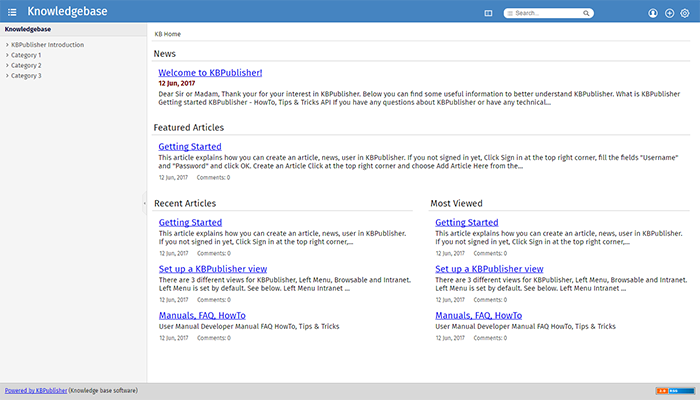 Knowledgebase
Search...
Knowledgebase
KBPublisher Introduction
Category 1
Category 2
Category 3
KB Home
News
Welcome to KBPublisher!
12 Jun, 2017
Dear Sir or Madam, Thank your for your interest in KBPublisher. Below you can find some useful information to better understand KBPublisher. What is KBPublisher
Getting started KBPublisher - HowTo, Tips & Tricks API If you have any questions about KBPublisher or have any technical...
Featured Articles
Getting Started
This article explains how you can create an article, news, user in KBPublisher. If you not signed in yet, Click Sign in at the top right corner, fill the fields "Username"
and "Password" and click OK. Create an Article Click at the top right corner and choose Add Article Here from the...
12 Jun, 2017 Comments: 0
Recent Articles
Getting Started
This article explains how you can create an article, news, user in KBPublisher.
If you not signed in yet, Click Sign in at the top right corner,...
12 Jun, 2017 Comments: 0
Set up a KBPublisher view
There are 3 different views for KBPublisher, Left Menu, Browsable and Intranet.
Left Menu is set by default. See below. Left Menu Intranet ...
12 Jun, 2017 Comments: 0
Manuals, FAQ, HowTo
User Manual Developer Manual FAQ HowTo, Tips & Tricks
12 Jun, 2017 Comments: 0
Most Viewed
Getting Started
This article explains how you can create an article, news, user in KBPublisher.
If you not signed in yet, Click Sign in at the top right corner,...
12 Jun, 2017 Comments: 0
Set up a KBPublisher view
There are 3 different views for KBPublisher, Left Menu, Browsable and Intranet.
Left Menu is set by default. See below. Left Menu Intranet ...
12 Jun, 2017 Comments: 0
Manuals, FAQ, HowTo
User Manual Developer Manual FAQ HowTo, Tips & Tricks
12 Jun, 2017 Comments: 0
Powered by KBPublisher (Knowledge base software)